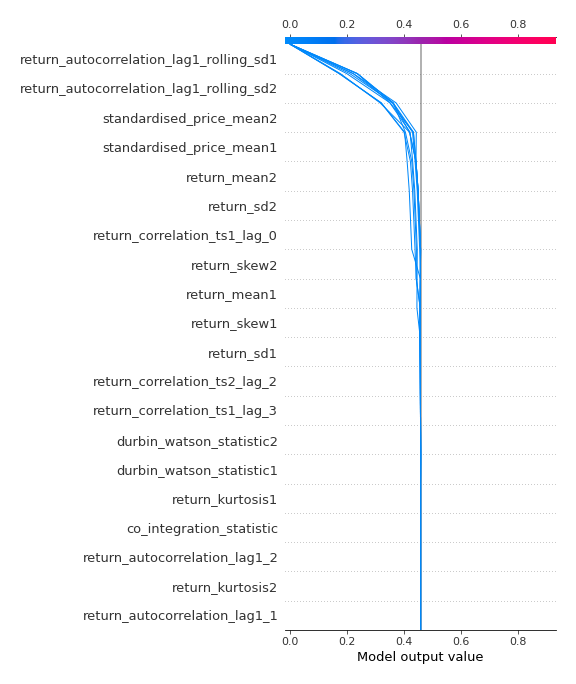 0.0 0.2 0.4 0.6 0.8
return_autocorrelation_lag1_rolling_sd1
return_autocorrelation_lag1_rolling_sd2
standardised_price_mean2
standardised_price_mean1
return_mean2
return_sd2
return_correlation_ts1_lag_0
return_skew2
return_mean1
return_skew1
return_sd1
return_correlation_ts2_lag_2
return_correlation_ts1_lag_3
durbin_watson_statistic2
durbin_watson_statistic1
return_kurtosis1
co_integration_statistic
return_autocorrelation_lag1_2
return_kurtosis2
return_autocorrelation_lag1_1
0.0 0.2 0.4 0.6 0.8
Model output value